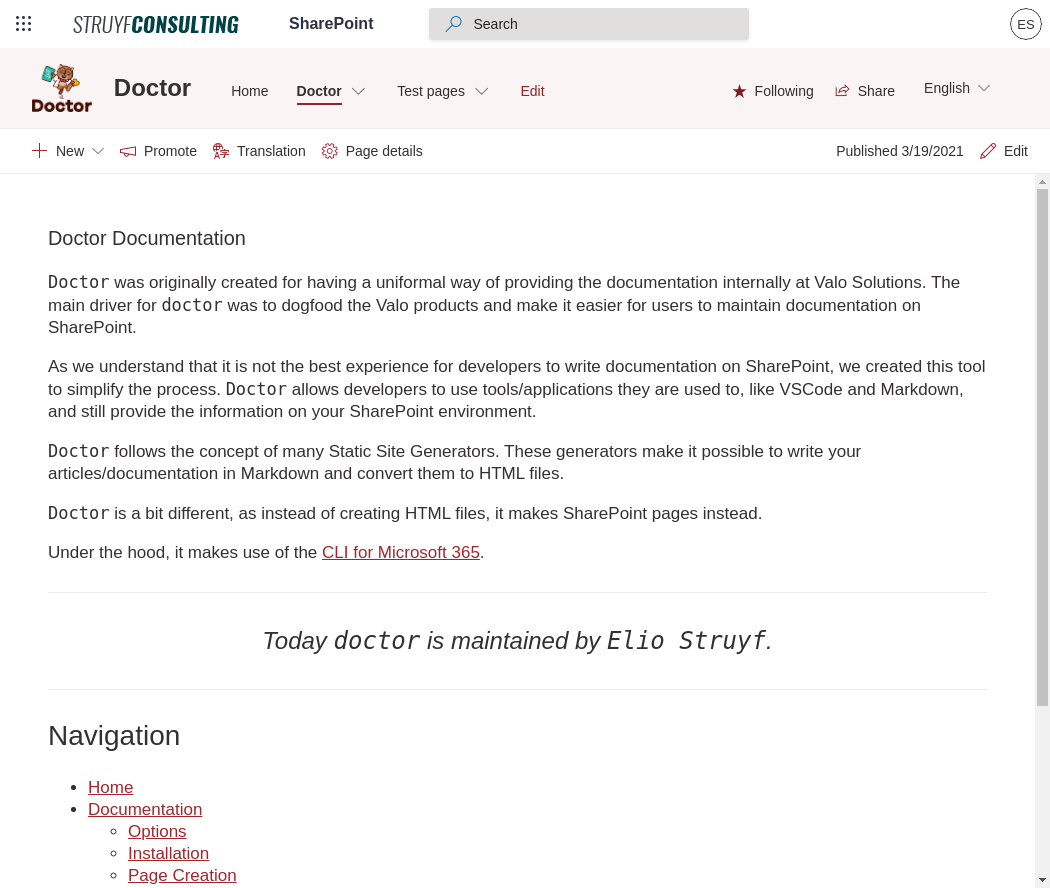 STRUYFCONSULTING SharePoint Search ES
Doctor Doctor Home Doctor Test pages Edit Following Share English
New Promote Translation Page details Published 3/19/2021 Edit
Doctor Documentation
Doctor was originally created for having a uniformal way of providing the documentation internally at Valo Solutions. The
main driver for doctor was to dogfood the Valo products and make it easier for users to maintain documentation on
SharePoint.
As we understand that it is not the best experience for developers to write documentation on SharePoint, we created this tool
to simplify the process. Doctor allows developers to use tools/applications they are used to, like VSCode and Markdown,
and still provide the information on your SharePoint environment.
Doctor follows the concept of many Static Site Generators. These generators make it possible to write your
articles/documentation in Markdown and convert them to HTML files.
Doctor is a bit different, as instead of creating HTML files, it makes SharePoint pages instead.
Under the hood, it makes use of the CLI for Microsoft 365.
Today doctor is maintained by Elio Struyf.
Navigation
Home
Documentation
Options
Installation
Page Creation